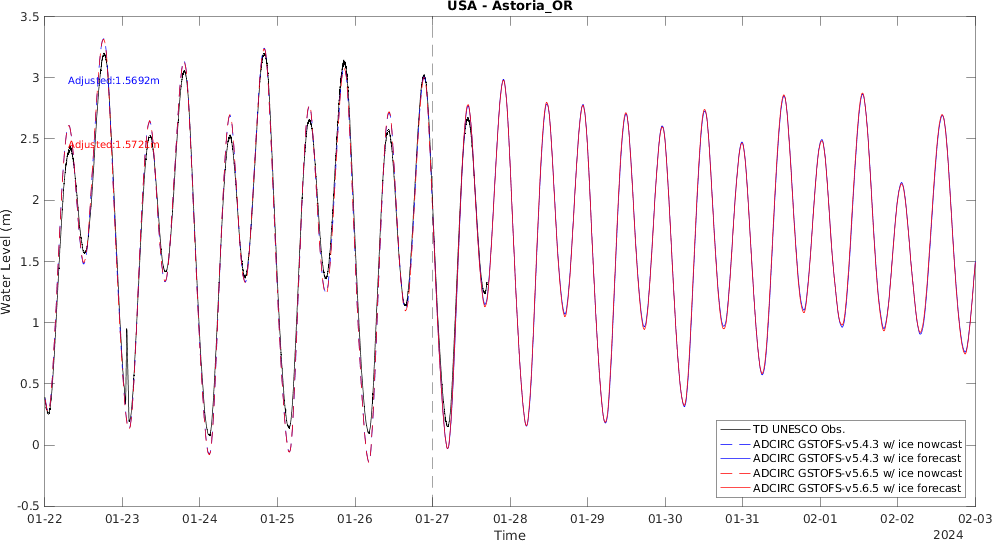 USA - Astoria_OR
3.5
3
2.5
2
1.5
1
0.5
0
-0.5
Water Level (m)
Adjusted:1.5692m
TD UNESCO Obs.
ADCIRC GSTOFS-v5.4.3 w/ ice nowcast
ADCIRC GSTOFS-v5.4.3 w/ ice forecast
ADCIRC GSTOFS-v5.6.5 w/ ice nowcast
ADCIRC GSTOFS-v5.6.5 w/ ice forecast
01-22 01-23 01-24 01-25 01-26 01-27 01-28 01-29 01-30 01-31 02-01 02-02 02-03
Time
2024